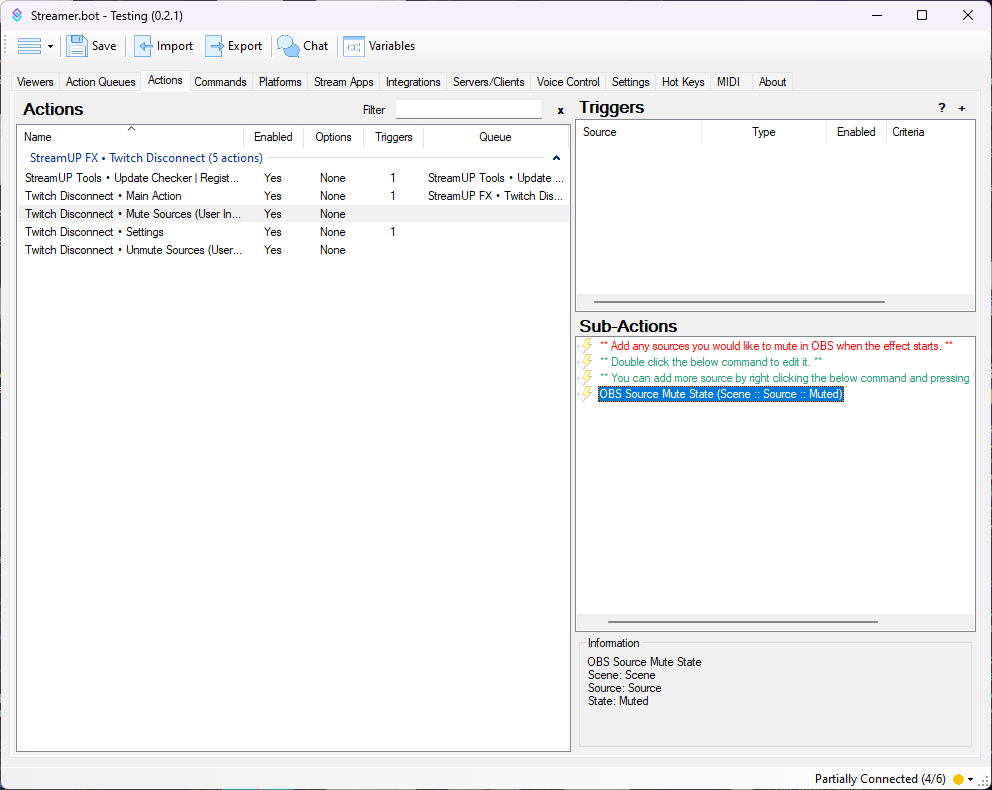 Streamer.bot - Testing (0.2.1)
Save Import Export Chat Variables
Viewers Action Queues Actions Commands Platforms Stream Apps Integrations Servers/Clients Voice Control Settings Hot Keys MIDI About
Actions Filter x
Name Enabled Options Triggers Queue
StreamUP FX • Twitch Disconnect (5 actions)
StreamUP Tools • Update Checker | Regist... Yes None 1 StreamUP Tools • Update ...
Twitch Disconnect • Main Action Yes None 1 StreamUP FX • Twitch Dis...
Twitch Disconnect • Mute Sources (User In... Yes None
Twitch Disconnect • Settings Yes None 1
Twitch Disconnect • Unmute Sources (User... Yes None
Triggers ? +
Source Type Enabled Criteria
Sub-Actions
** Add any sources you would like to mute in OBS when the effect starts. **
** Double click the below command to edit it. **
** You can add more source by right clicking the below command and pressing '
OBS Source Mute State (Scene :: Source :: Muted)
Information
OBS Source Mute State
Scene: Scene
Source: Source
State: Muted
Partially Connected (4/6)